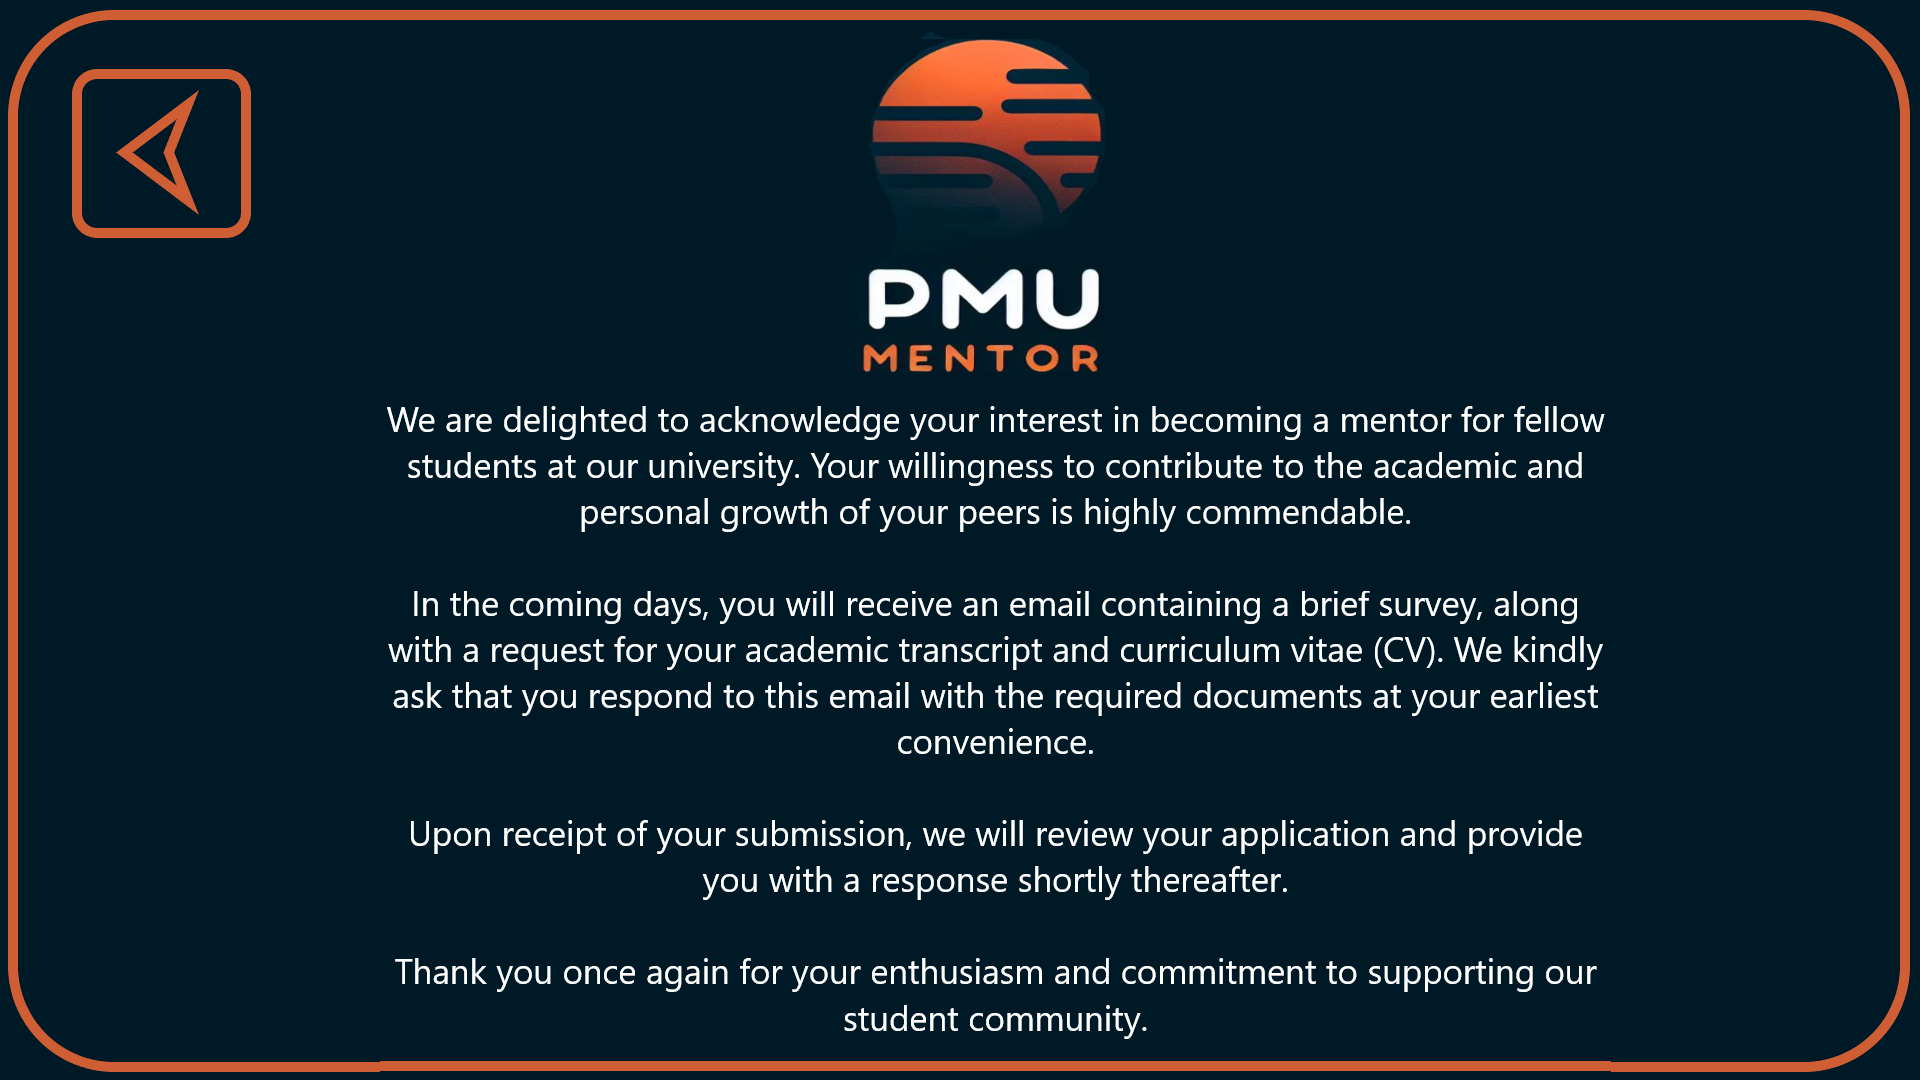 PMU
MENTOR
We are delighted to acknowledge your interest in becoming a mentor for fellow
students at our university. Your willingness to contribute to the academic and
personal growth of your peers is highly commendable.
In the coming days, you will receive an email containing a brief survey, along
with a request for your academic transcript and curriculum vitae (CV). We kindly
ask that you respond to this email with the required documents at your earliest
convenience.
Upon receipt of your submission, we will review your application and provide
you with a response shortly thereafter.
Thank you once again for your enthusiasm and commitment to supporting our
student community.